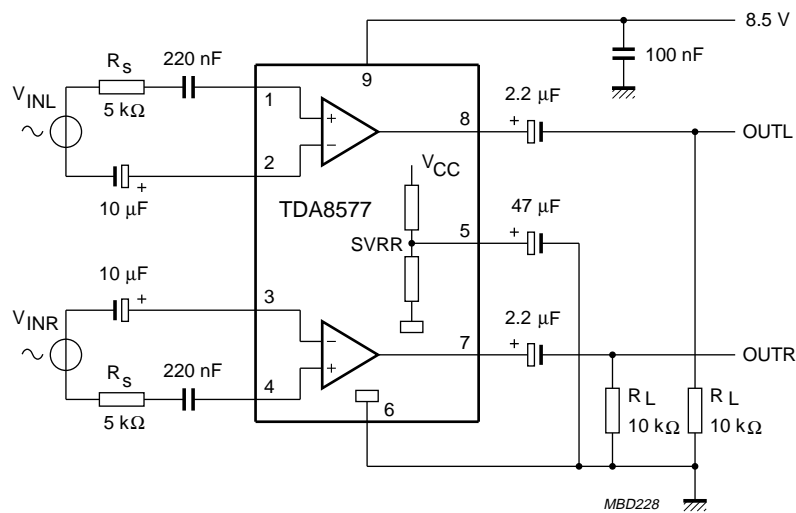 8.5 V
220 nF
R S
9
100 nF
V INL
5 kΩ
1
2.2 µF
+
8
+
OUTL
−
2
V CC
10 µF
+
TDA8577
47 µF
5
+
10 µF
SVRR
+
3
2.2 µF
V INR
−
7
+
OUTR
R S
220 nF
+
4
R L
R L
6
5 kΩ
10 kΩ
10 kΩ
MBD228